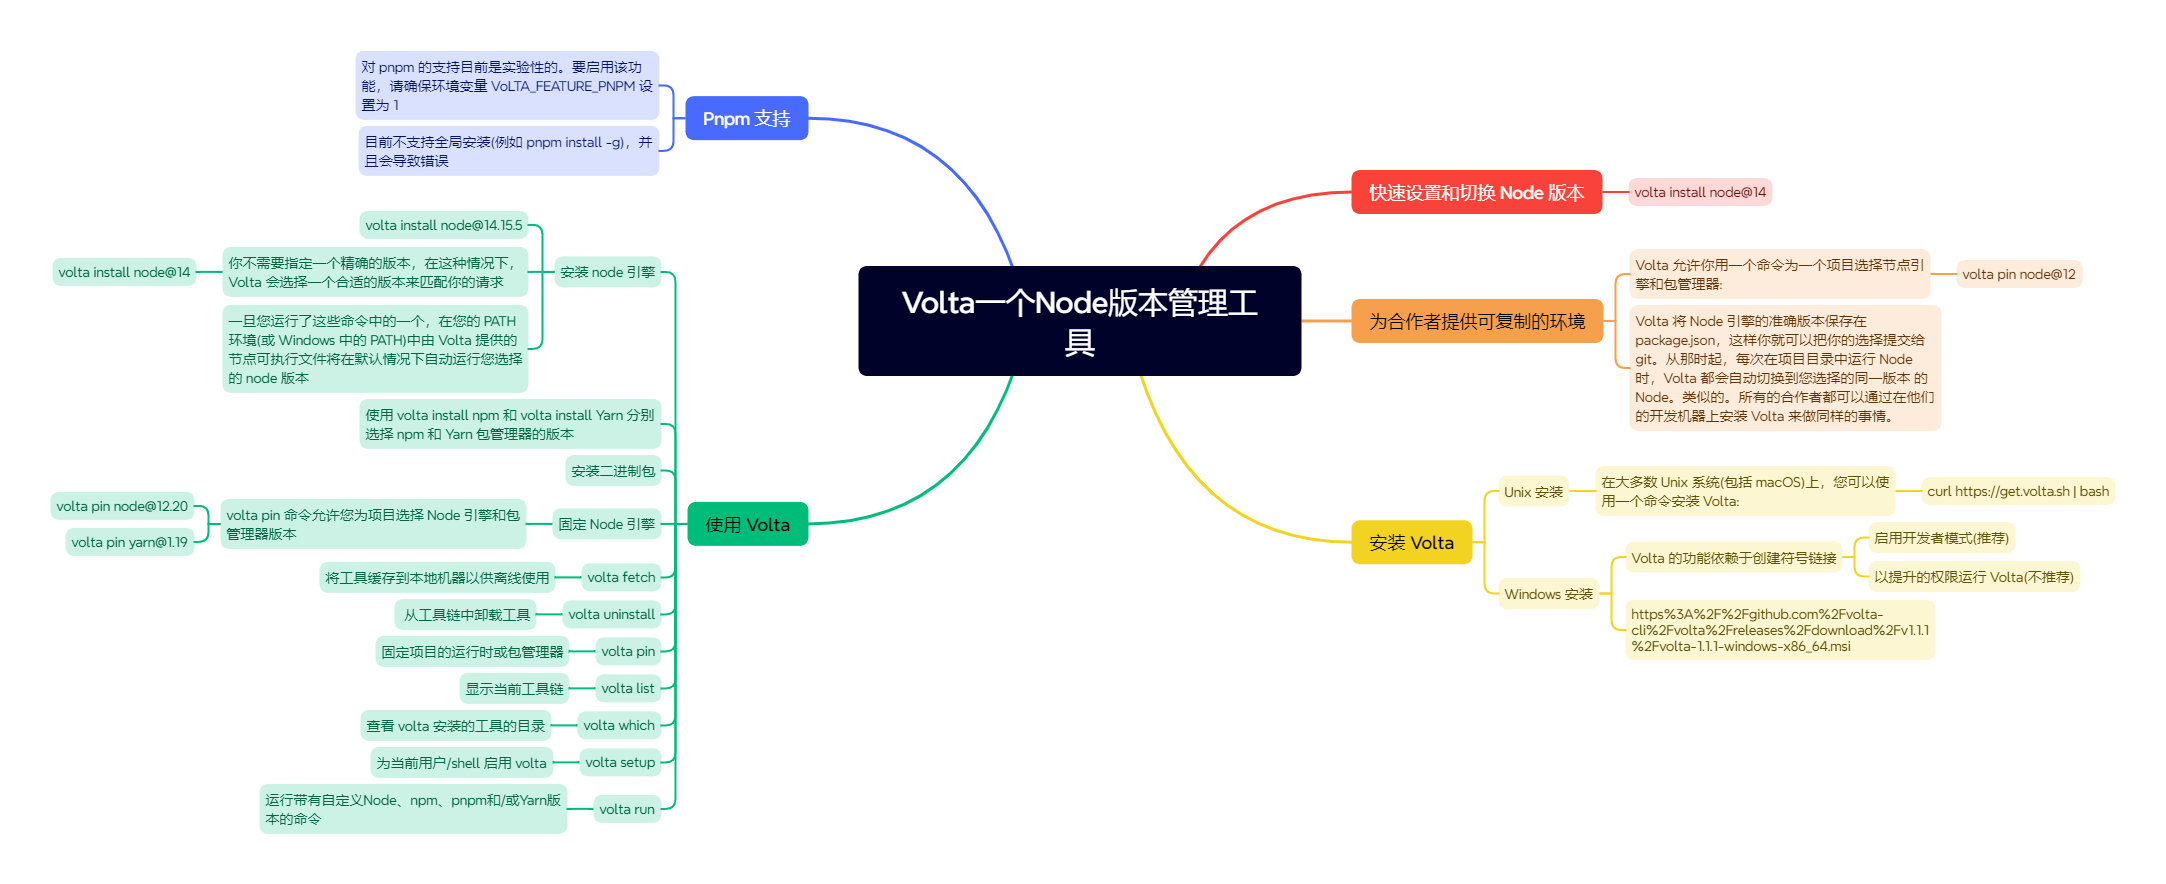 Volta一个Node版本管理工
具
快速设置和切换 Node 版本
volta install node@14
为合作者提供可复制的环境
Volta 允许你用一个命令为一个项目选择节点引
擎和包管理器:
volta pin node@12
Volta 将 Node 引擎的准确版本保存在
package.json，这样你就可以把你的选择提交给
git。从那时起，每次在项目目录中运行 Node
时，Volta 都会自动切换到您选择的同一版本 的
Node。类似的。所有的合作者都可以通过在他们
的开发机器上安装 Volta 来做同样的事情。
安装 Volta
Unix 安装
在大多数 Unix 系统(包括 macOS)上，您可以使
用一个命令安装 Volta:
curl https://get.volta.sh | bash
Windows 安装
Volta 的功能依赖于创建符号链接
启用开发者模式(推荐)
以提升的权限运行 Volta(不推荐)
https%3A%2F%2Fgithub.com%2Fvolta-
cli%2Fvolta%2Freleases%2Fdownload%2Fv1.1.1
%2Fvolta-1.1.1-windows-x86_64.msi
Pnpm 支持
对 pnpm 的支持目前是实验性的。要启用该功
能，请确保环境变量 VoLTA_FEATURE_PNPM 设
置为 1
目前不支持全局安装(例如 pnpm install -g)，并
且会导致错误
使用 Volta
安装 node 引擎
volta install node@14.15.5
你不需要指定一个精确的版本，在这种情况下，
Volta 会选择一个合适的版本来匹配你的请求
volta install node@14
一旦您运行了这些命令中的一个，在您的 PATH
环境(或 Windows 中的 PATH)中由 Volta 提供的
节点可执行文件将在默认情况下自动运行您选择
的 node 版本
使用 volta install npm 和 volta install Yarn 分别
选择 npm 和 Yarn 包管理器的版本
安装二进制包
固定 Node 引擎
volta pin 命令允许您为项目选择 Node 引擎和包
管理器版本
volta pin node@12.20
volta pin yarn@1.19
volta fetch
将工具缓存到本地机器以供离线使用
volta uninstall
从工具链中卸载工具
volta pin
固定项目的运行时或包管理器
volta list
显示当前工具链
volta which
查看 volta 安装的工具的目录
volta setup
为当前用户/shell 启用 volta
volta run
运行带有自定义Node、npm、pnpm和/或Yarn版
本的命令